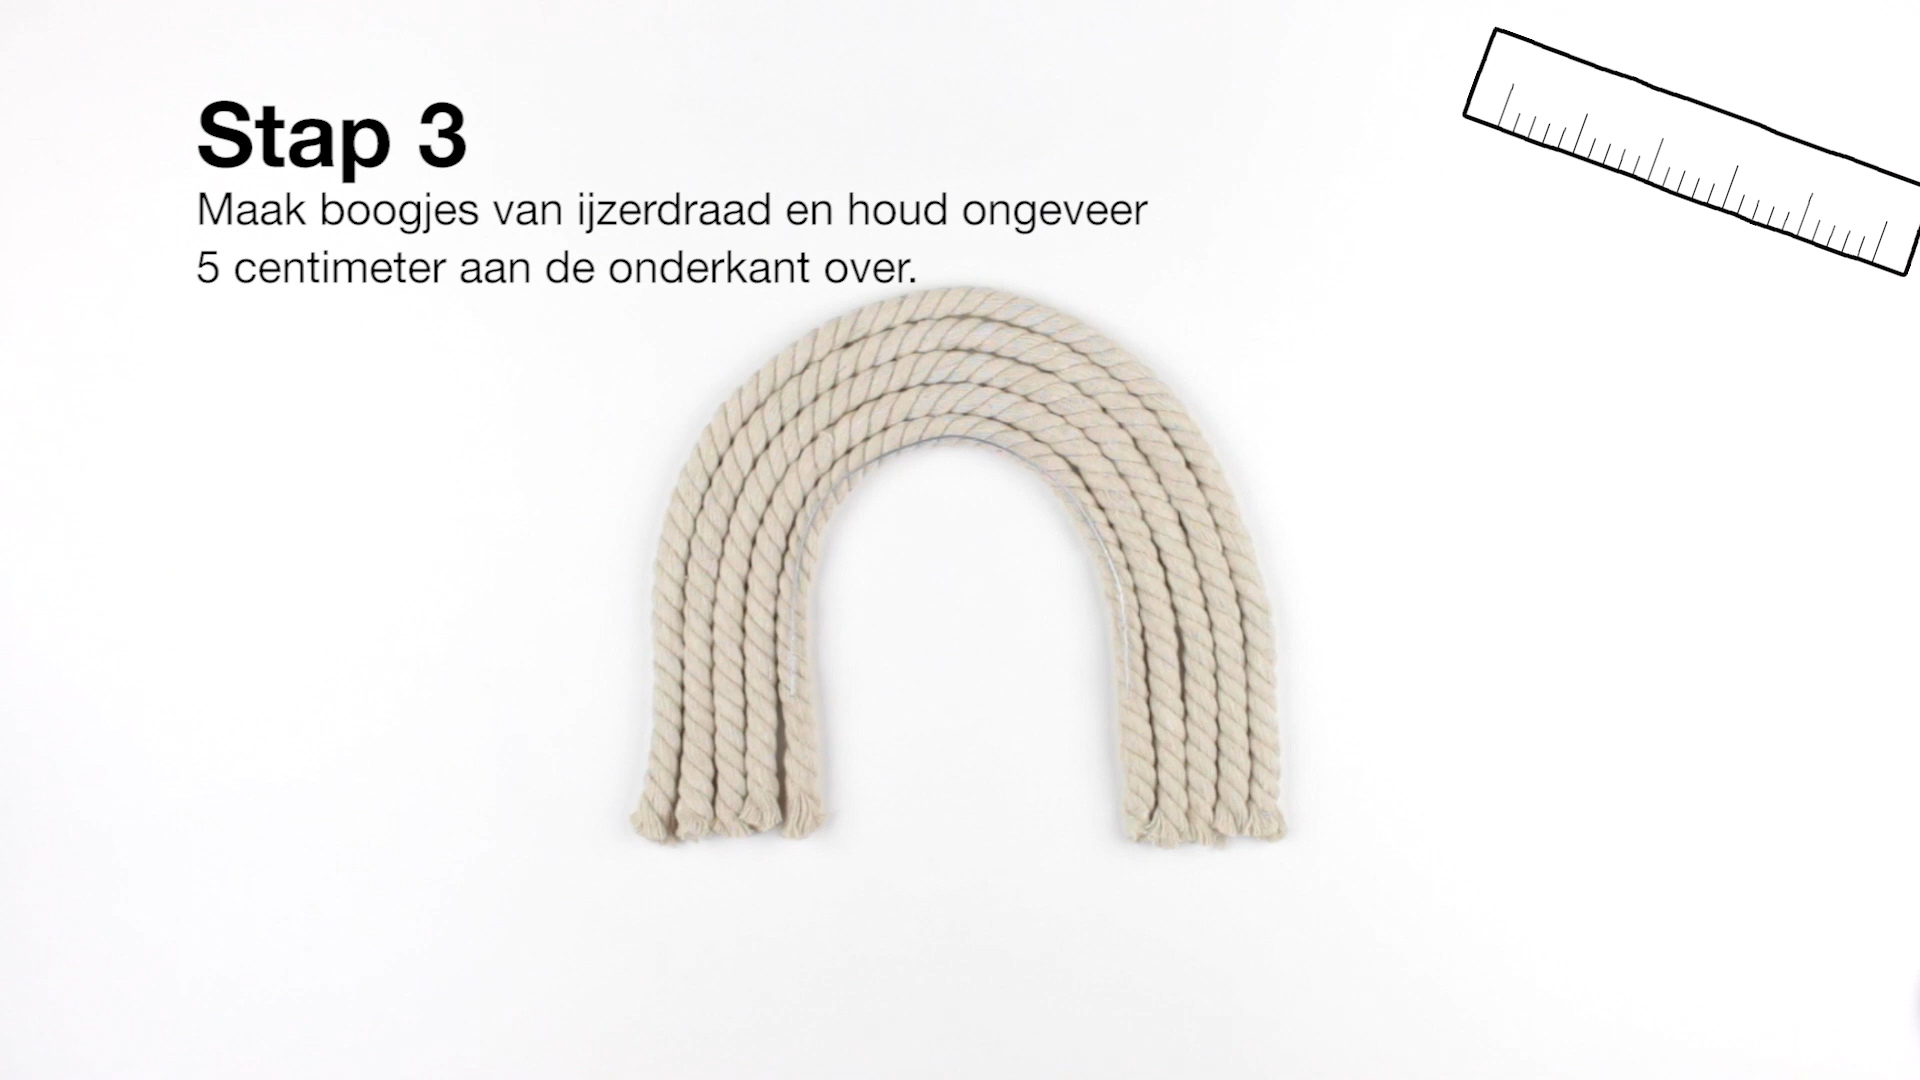 Stap 3
Maak boogjes van ijzerdraad en houd ongeveer
5 centimeter aan de onderkant over.